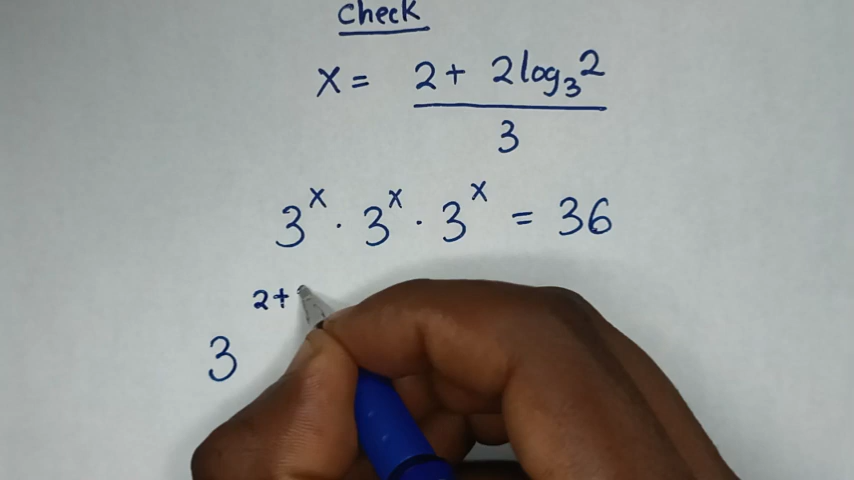 Check
x = 2 + 2log₃2
3
3ˣ · 3ˣ · 3ˣ = 36
2+
3